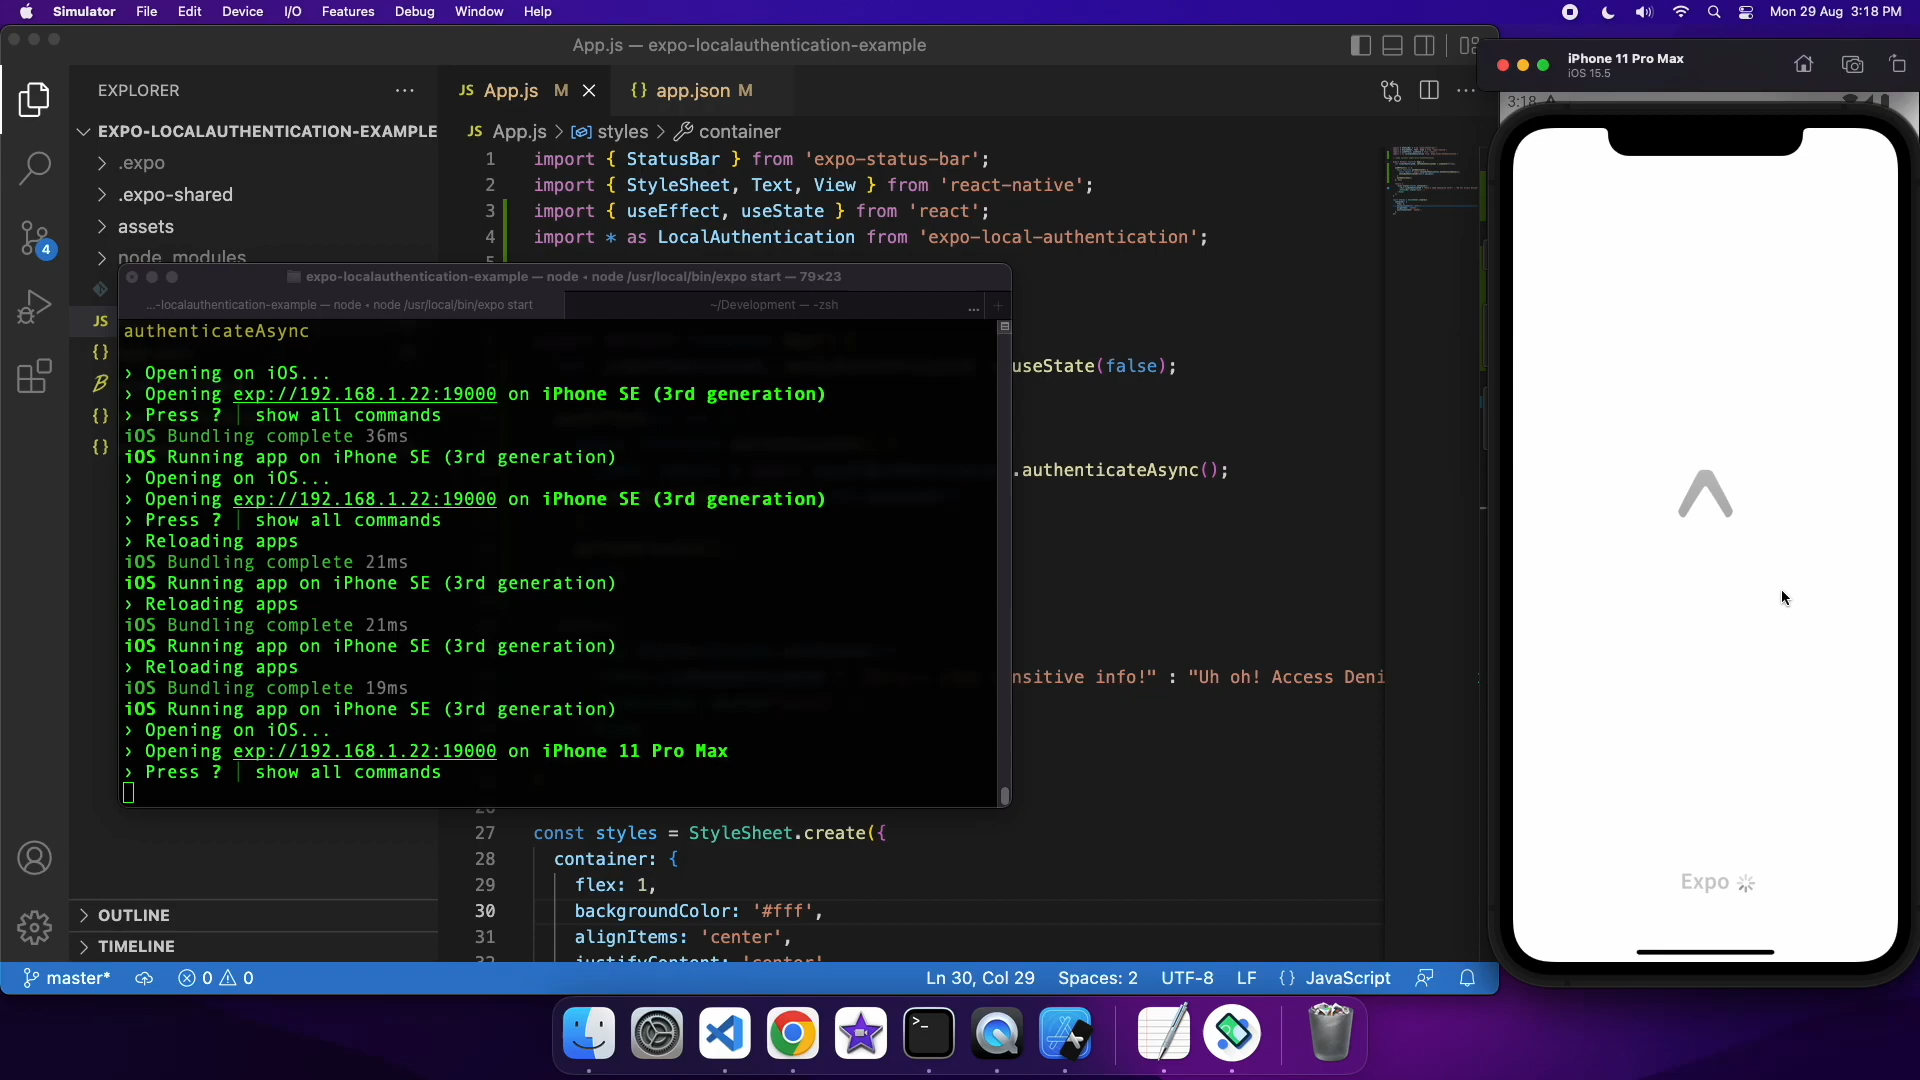 Simulator File Edit Device I/O Features Debug Window Help
Mon 29 Aug 3:18 PM
App.js — expo-localauthentication-example
iPhone 11 Pro Max
iOS 15.5
3:18
EXPLORER
JS App.js M
{} app.json M
EXPO-LOCALAUTHENTICATION-EXAMPLE
JS App.js > styles > container
.expo
.expo-shared
assets
node_modules
4
JS
{}
{}
{}
1 import { StatusBar } from 'expo-status-bar';
2 import { StyleSheet, Text, View } from 'react-native';
3 import { useEffect, useState } from 'react';
4 import * as LocalAuthentication from 'expo-local-authentication';
5
useState(false);
.authenticateAsync();
nsitive info!" : "Uh oh! Access Deni
expo-localauthentication-example — node • node /usr/local/bin/expo start — 79×23
...-localauthentication-example — node • node /usr/local/bin/expo start
~/Development — -zsh
authenticateAsync
› Opening on iOS...
› Opening exp://192.168.1.22:19000 on iPhone SE (3rd generation)
› Press ? │ show all commands
iOS Bundling complete 36ms
iOS Running app on iPhone SE (3rd generation)
› Opening on iOS...
› Opening exp://192.168.1.22:19000 on iPhone SE (3rd generation)
› Press ? │ show all commands
› Reloading apps
iOS Bundling complete 21ms
iOS Running app on iPhone SE (3rd generation)
› Reloading apps
iOS Bundling complete 21ms
iOS Running app on iPhone SE (3rd generation)
› Reloading apps
iOS Bundling complete 19ms
iOS Running app on iPhone SE (3rd generation)
› Opening on iOS...
› Opening exp://192.168.1.22:19000 on iPhone 11 Pro Max
› Press ? │ show all commands
27 const styles = StyleSheet.create({
28 container: {
29 flex: 1,
30 backgroundColor: '#fff',
31 alignItems: 'center',
32 justifyContent: 'center'
OUTLINE
TIMELINE
Expo
master* 0 0
Ln 30, Col 29 Spaces: 2 UTF-8 LF {} JavaScript